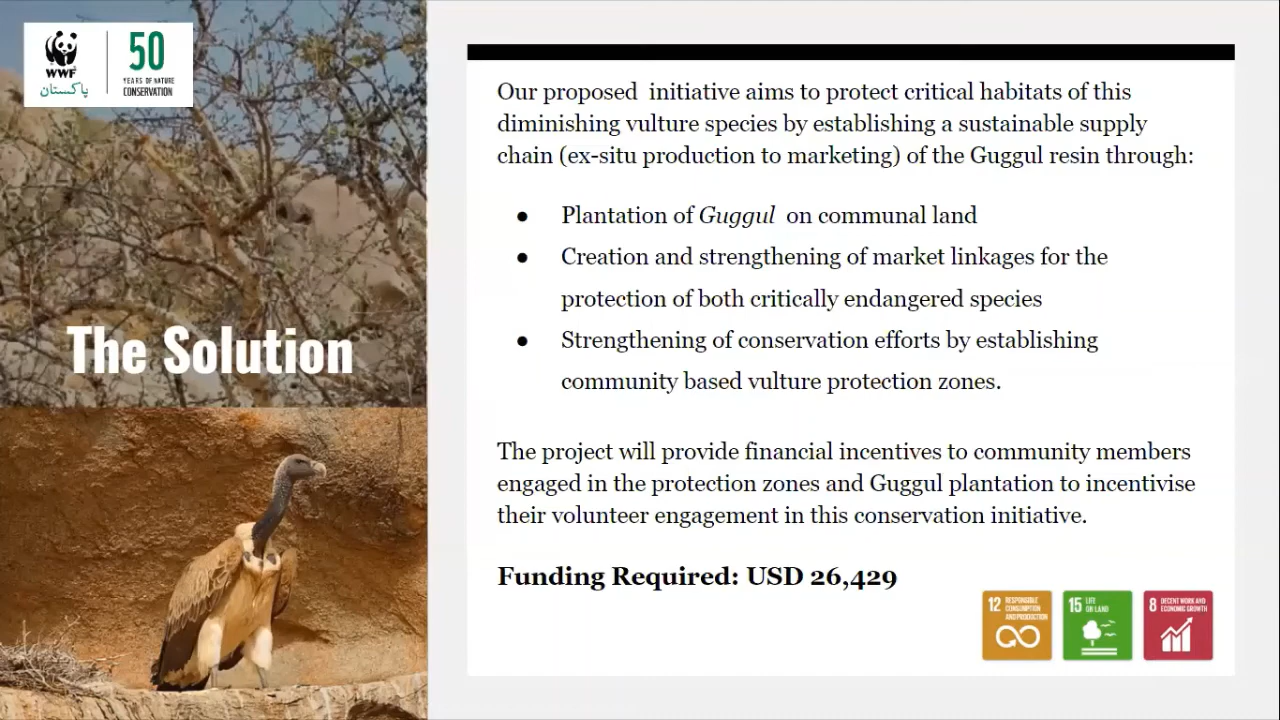 WWF
پاکستان
50
YEARS OF NATURE
CONSERVATION
The Solution
Our proposed initiative aims to protect critical habitats of this
diminishing vulture species by establishing a sustainable supply
chain (ex-situ production to marketing) of the Guggul resin through:
● Plantation of Guggul on communal land
● Creation and strengthening of market linkages for the
protection of both critically endangered species
● Strengthening of conservation efforts by establishing
community based vulture protection zones.
The project will provide financial incentives to community members
engaged in the protection zones and Guggul plantation to incentivise
their volunteer engagement in this conservation initiative.
Funding Required: USD 26,429
12 RESPONSIBLE
CONSUMPTION
AND PRODUCTION
15 LIFE
ON LAND
8 DECENT WORK AND
ECONOMIC GROWTH